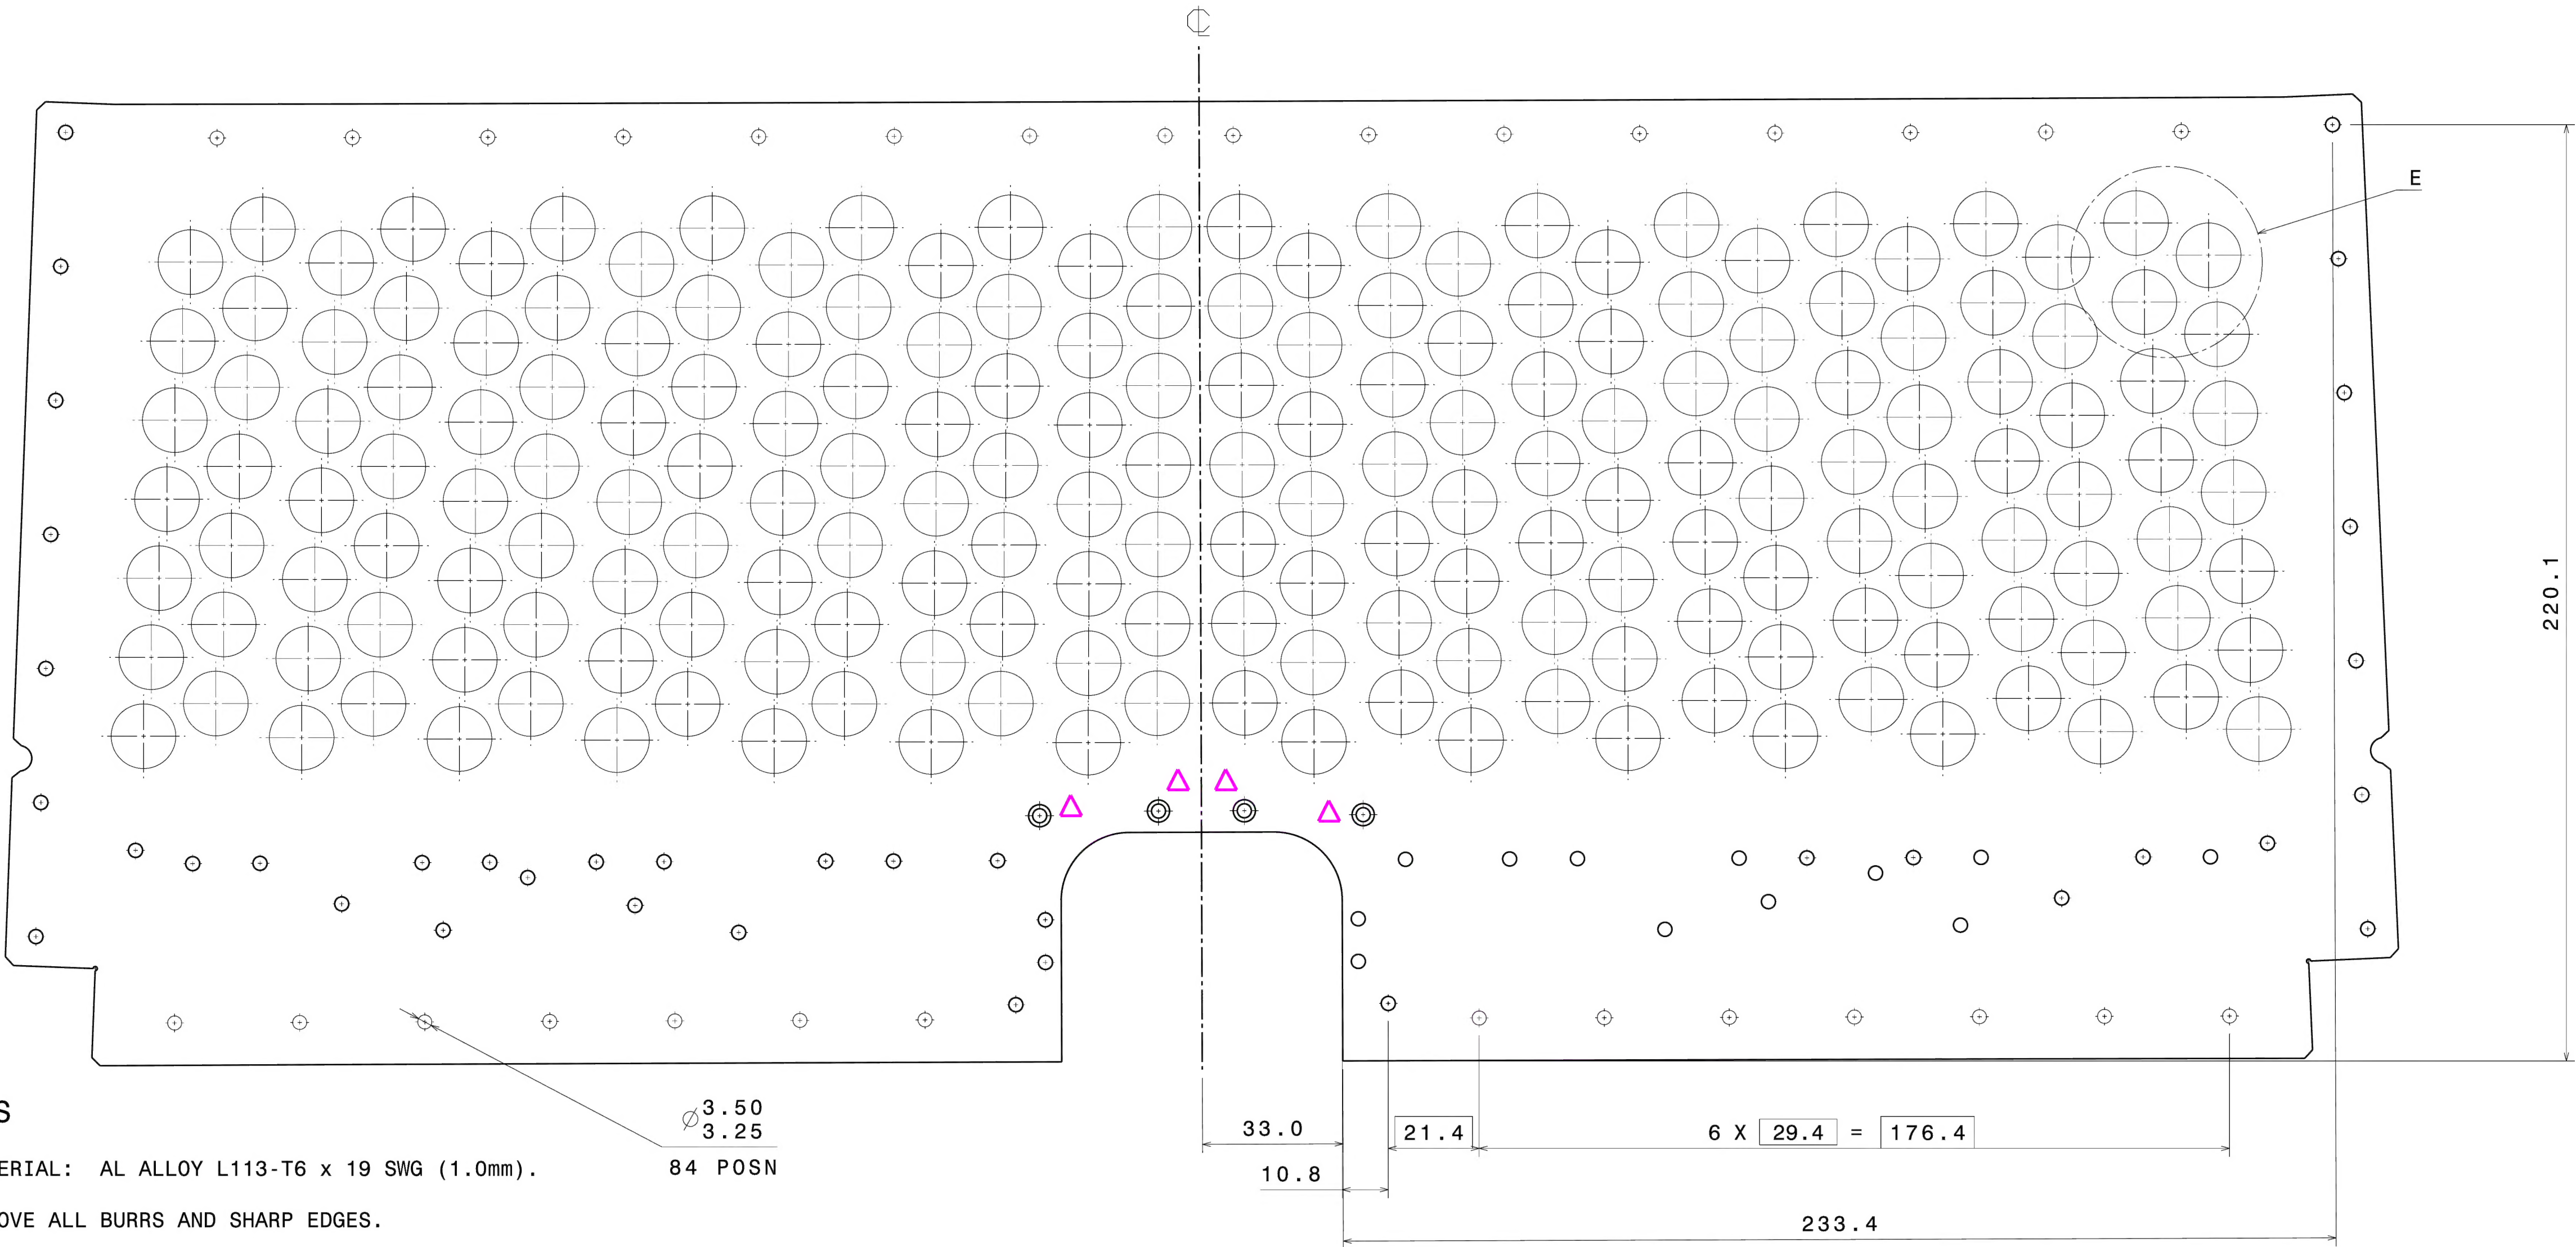 ℄
E
220.1
⌀ 3.50
3.25
84 POSN
33.0
21.4
6 X 29.4 = 176.4
10.8
233.4
S
ERIAL: AL ALLOY L113-T6 x 19 SWG (1.0mm).
OVE ALL BURRS AND SHARP EDGES.